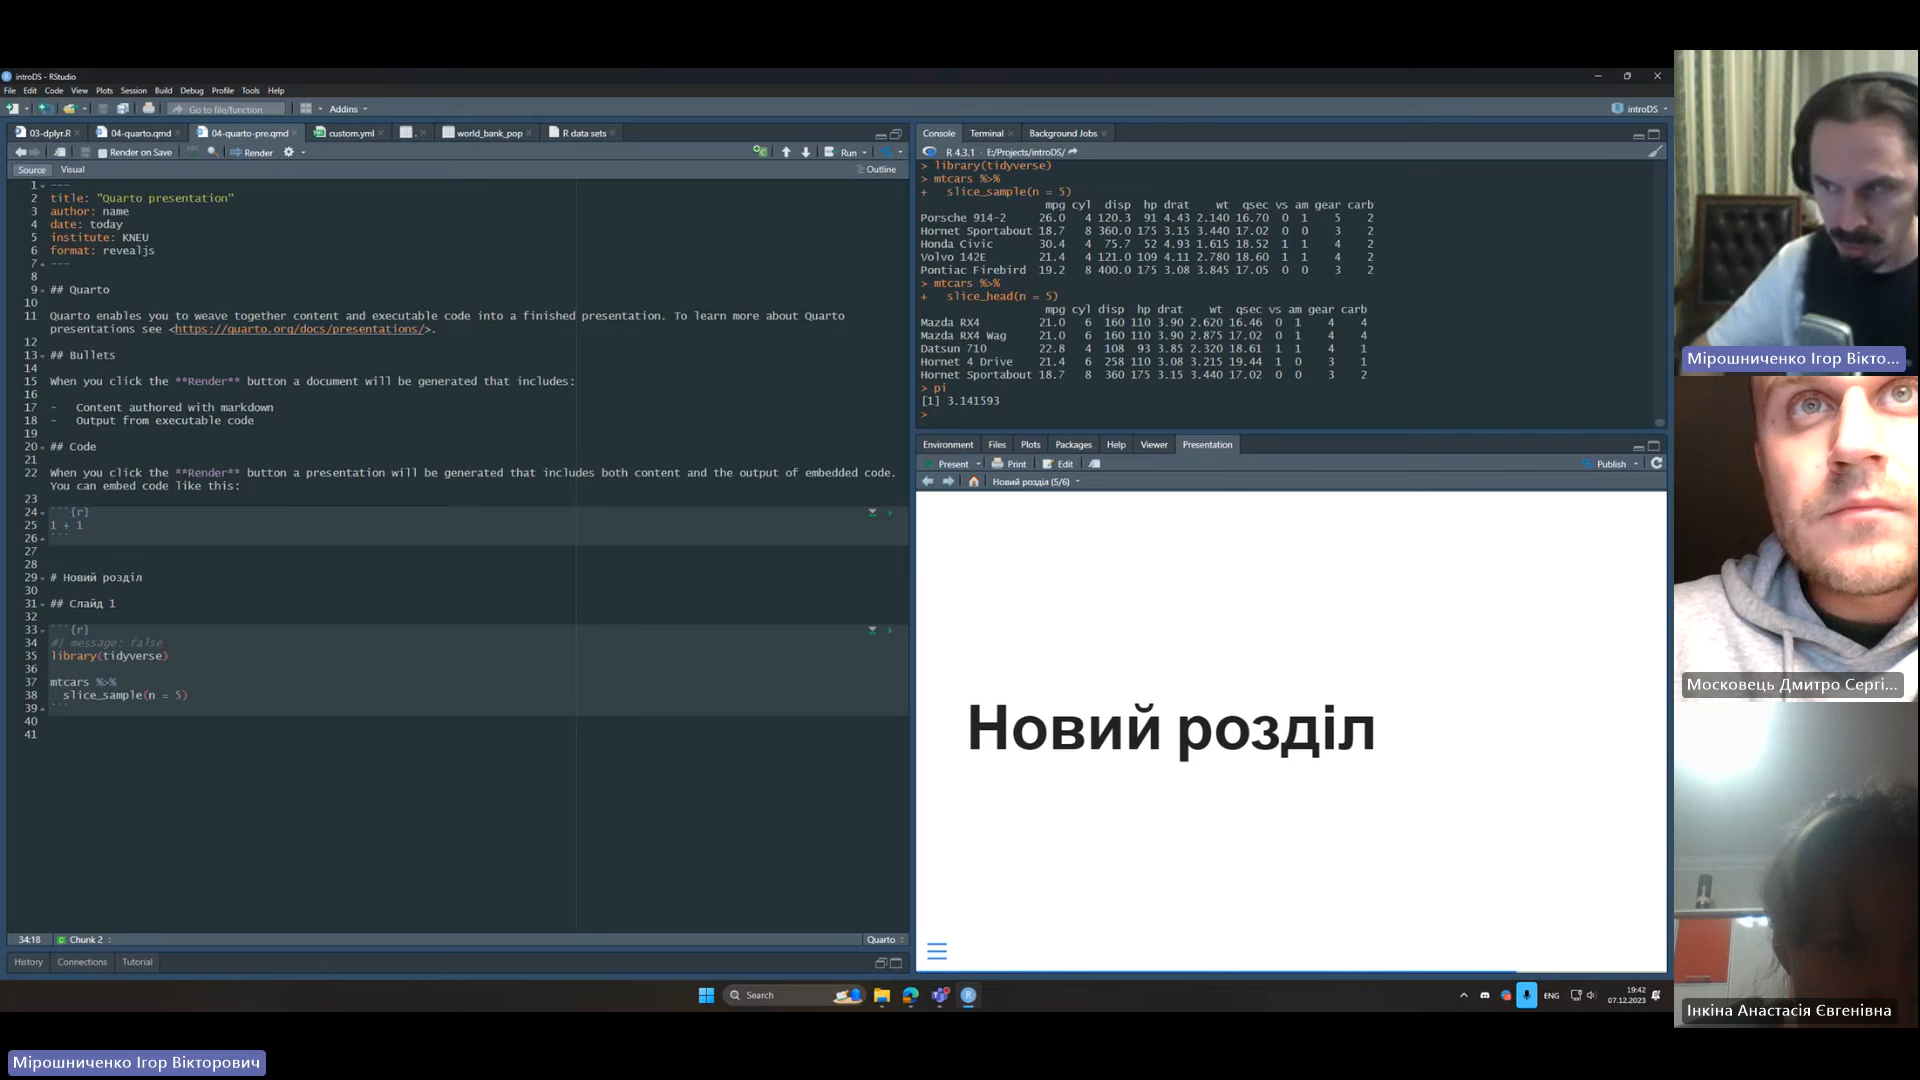 introDS - RStudio
File Edit Code View Plots Session Build Debug Profile Tools Help
Go to file/function Addins introDS
03-dplyr.R 04-quarto.qmd 04-quarto-pre.qmd custom.yml . world_bank_pop R data sets
Render on Save Render Run
Source Visual Outline
1 ---
2 title: "Quarto presentation"
3 author: name
4 date: today
5 institute: KNEU
6 format: revealjs
7 ---
8
9 ## Quarto
10
11 Quarto enables you to weave together content and executable code into a finished presentation. To learn more about Quarto
presentations see <https://quarto.org/docs/presentations/>.
12
13 ## Bullets
14
15 When you click the **Render** button a document will be generated that includes:
16
17 - Content authored with markdown
18 - Output from executable code
19
20 ## Code
21
22 When you click the **Render** button a presentation will be generated that includes both content and the output of embedded code.
You can embed code like this:
23
24 ```{r}
25 1 + 1
26 ```
27
28
29 # Новий розділ
30
31 ## Слайд 1
32
33 ```{r}
34 #| message: false
35 library(tidyverse)
36
37 mtcars %>%
38 slice_sample(n = 5)
39 ```
40
41
34:18 Chunk 2 Quarto
History Connections Tutorial
Console Terminal Background Jobs
R 4.3.1 · E:/Projects/introDS/
> library(tidyverse)
> mtcars %>%
+ slice_sample(n = 5)
mpg cyl disp hp drat wt qsec vs am gear carb
Porsche 914-2 26.0 4 120.3 91 4.43 2.140 16.70 0 1 5 2
Hornet Sportabout 18.7 8 360.0 175 3.15 3.440 17.02 0 0 3 2
Honda Civic 30.4 4 75.7 52 4.93 1.615 18.52 1 1 4 2
Volvo 142E 21.4 4 121.0 109 4.11 2.780 18.60 1 1 4 2
Pontiac Firebird 19.2 8 400.0 175 3.08 3.845 17.05 0 0 3 2
> mtcars %>%
+ slice_head(n = 5)
mpg cyl disp hp drat wt qsec vs am gear carb
Mazda RX4 21.0 6 160 110 3.90 2.620 16.46 0 1 4 4
Mazda RX4 Wag 21.0 6 160 110 3.90 2.875 17.02 0 1 4 4
Datsun 710 22.8 4 108 93 3.85 2.320 18.61 1 1 4 1
Hornet 4 Drive 21.4 6 258 110 3.08 3.215 19.44 1 0 3 1
Hornet Sportabout 18.7 8 360 175 3.15 3.440 17.02 0 0 3 2
> pi
[1] 3.141593
>
Environment Files Plots Packages Help Viewer Presentation
Present Print Edit Publish
Новий розділ (5/6)
Новий розділ
Search ENG 19:42
07.12.2023
Мірошниченко Ігор Вікто...
Московець Дмитро Сергі...
Інкіна Анастасія Євгенівна
Мірошниченко Ігор Вікторович